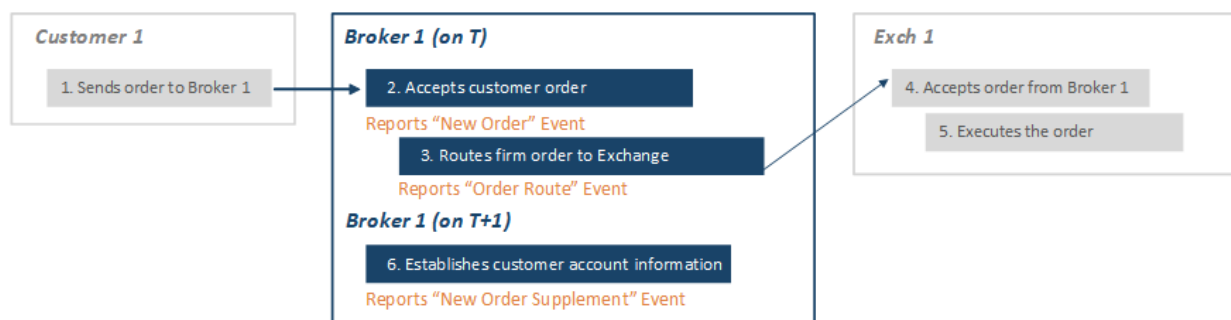 Customer 1
1. Sends order to Broker 1
Broker 1 (on T)
2. Accepts customer order
Reports “New Order” Event
3. Routes firm order to Exchange
Reports “Order Route” Event
Broker 1 (on T+1)
6. Establishes customer account information
Reports “New Order Supplement” Event
Exch 1
4. Accepts order from Broker 1
5. Executes the order